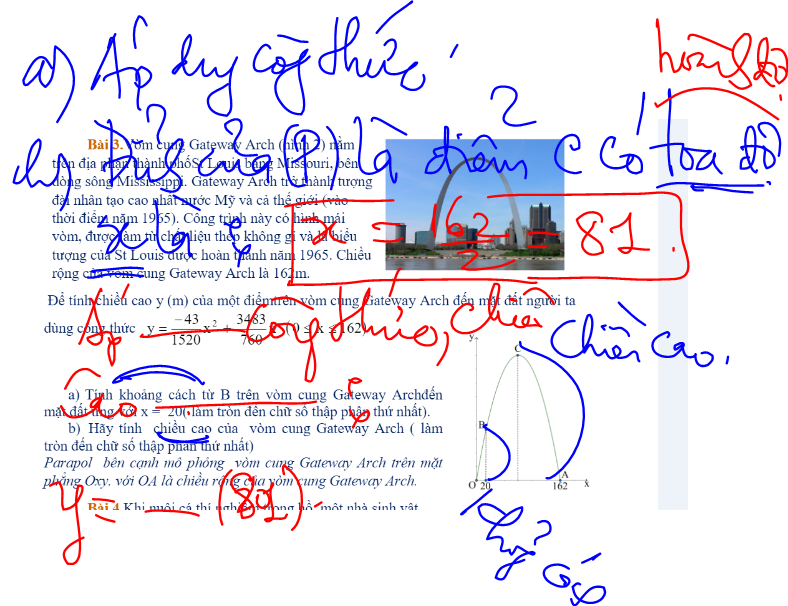 a) Áp dụng công thức
hoành độ
b) Đỉnh của (P) là điểm C có tọa độ
Bài 3. Vòm cung Gateway Arch (hình 2) nằm
trên địa phận thành phố St Louis bang Missouri, bên
dòng sông Mississippi. Gateway Arch trở thành tượng
đài nhân tạo cao nhất nước Mỹ và cả thế giới (vào
thời điểm năm 1965). Công trình này có hình mái
vòm, được làm từ chất liệu thép không gỉ và là biểu
tượng của St Louis được hoàn thành năm 1965. Chiều
rộng của vòm cung Gateway Arch là 162m.
x là
x = 162/2 = 81.
Để tính chiều cao y (m) của một điểm trên vòm cung Gateway Arch đến mặt đất người ta
dùng công thức y = -43/1520 x² + 3483/760 x (0 ≤ x ≤ 162)
Áp công thức, chiều
cao
chiều cao.
a) Tính khoảng cách từ B trên vòm cung Gateway Arch đến
mặt đất ứng với x = 20 (làm tròn đến chữ số thập phân thứ nhất).
b) Hãy tính chiều cao của vòm cung Gateway Arch ( làm
tròn đến chữ số thập phân thứ nhất)
Parapol bên cạnh mô phỏng vòm cung Gateway Arch trên mặt
phẳng Oxy. với OA là chiều rộng của vòm cung Gateway Arch.
y C B O 20 162 A x
y = (81)
Bài 4 Khi nuôi cá thí nghiệm trong hồ, một nhà sinh vật